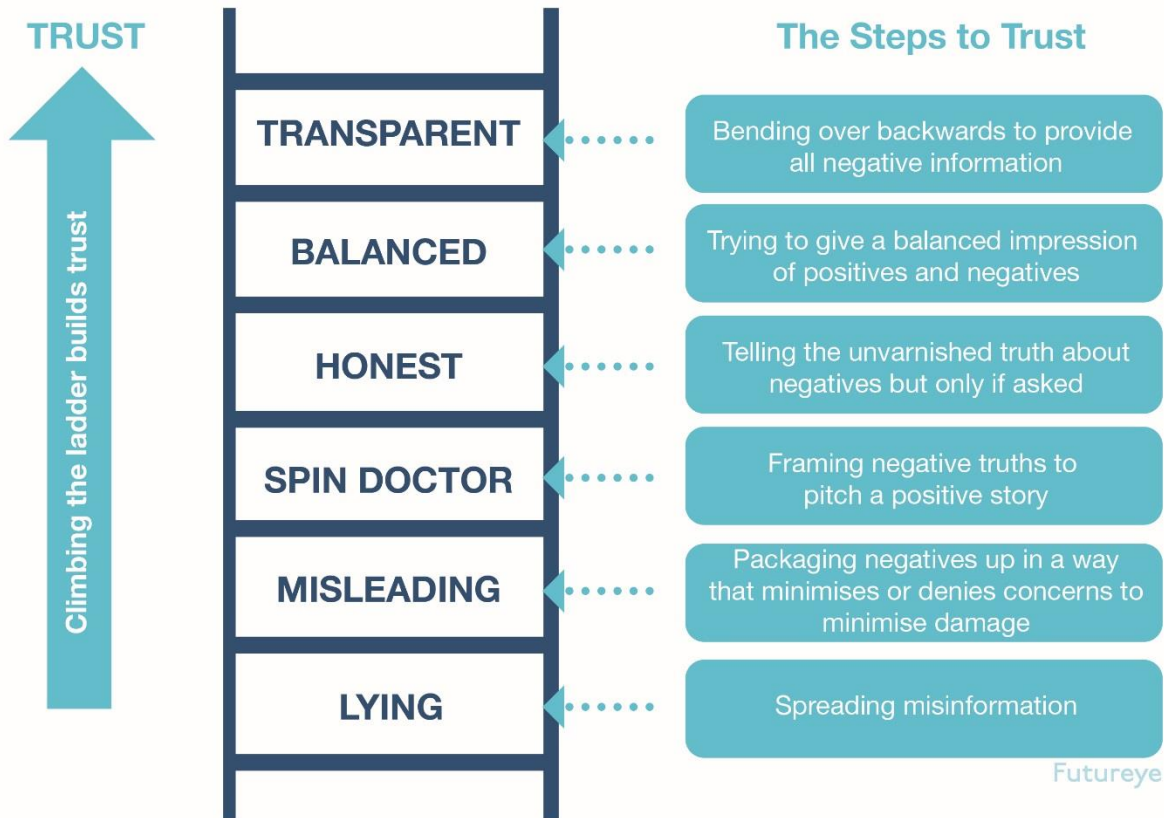 TRUST
The Steps to Trust
Climbing the ladder builds trust
TRANSPARENT
Bending over backwards to provide
all negative information
BALANCED
Trying to give a balanced impression
of positives and negatives
HONEST
Telling the unvarnished truth about
negatives but only if asked
SPIN DOCTOR
Framing negative truths to
pitch a positive story
MISLEADING
Packaging negatives up in a way
that minimises or denies concerns to
minimise damage
LYING
Spreading misinformation
Futureye